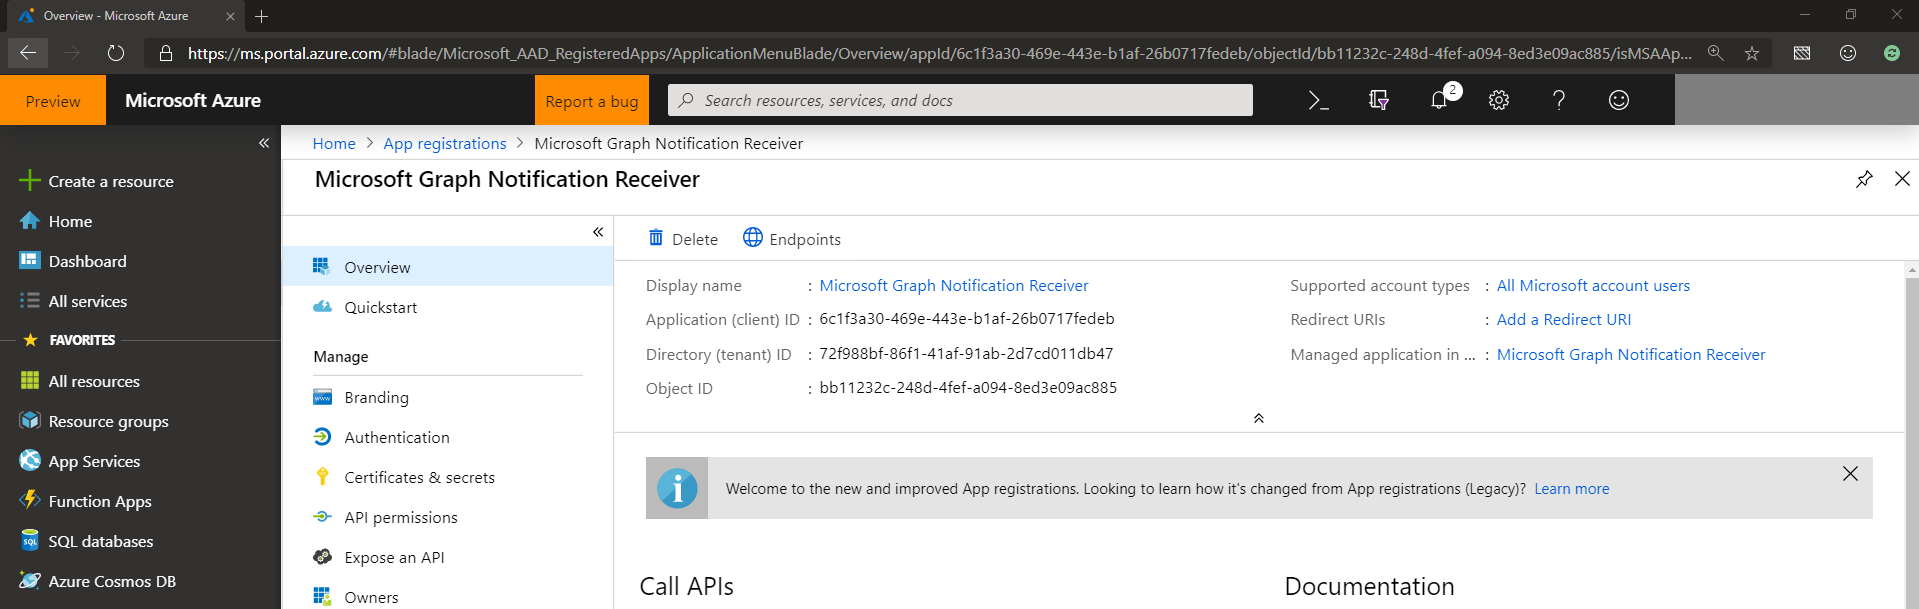 Overview - Microsoft Azure
https://ms.portal.azure.com/#blade/Microsoft_AAD_RegisteredApps/ApplicationMenuBlade/Overview/appId/6c1f3a30-469e-443e-b1af-26b0717fedeb/objectId/bb11232c-248d-4fef-a094-8ed3e09ac885/isMSAAp...
Preview
Microsoft Azure
Report a bug
Search resources, services, and docs
2
Create a resource
Home
Dashboard
All services
FAVORITES
All resources
Resource groups
App Services
Function Apps
SQL databases
Azure Cosmos DB
Home > App registrations > Microsoft Graph Notification Receiver
Microsoft Graph Notification Receiver
Overview
Quickstart
Manage
Branding
Authentication
Certificates & secrets
API permissions
Expose an API
Owners
Delete
Endpoints
Display name : Microsoft Graph Notification Receiver
Application (client) ID : 6c1f3a30-469e-443e-b1af-26b0717fedeb
Directory (tenant) ID : 72f988bf-86f1-41af-91ab-2d7cd011db47
Object ID : bb11232c-248d-4fef-a094-8ed3e09ac885
Supported account types : All Microsoft account users
Redirect URIs : Add a Redirect URI
Managed application in ... : Microsoft Graph Notification Receiver
Welcome to the new and improved App registrations. Looking to learn how it's changed from App registrations (Legacy)? Learn more
Call APIs
Documentation